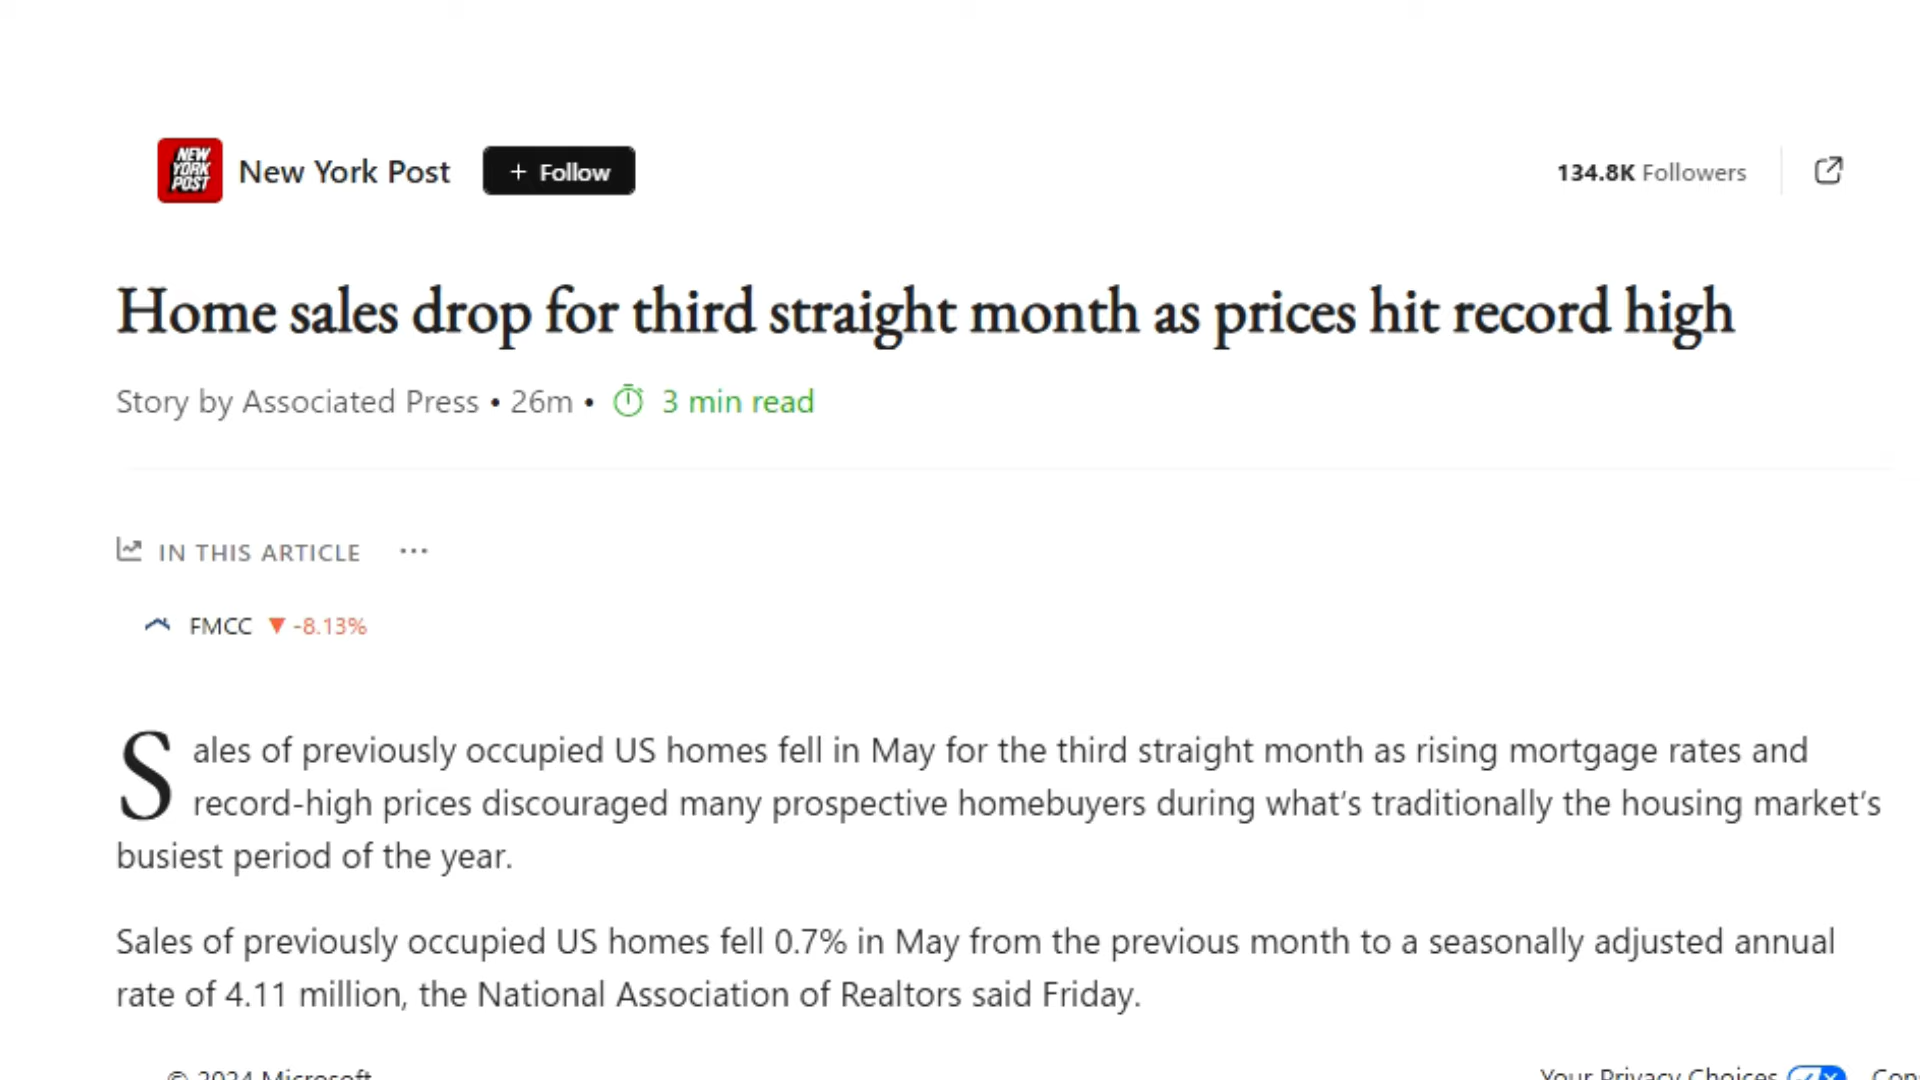 NEW
YORK
POST
New York Post
+ Follow
134.8K Followers
Home sales drop for third straight month as prices hit record high
Story by Associated Press • 26m • 3 min read
IN THIS ARTICLE ...
FMCC ▼ -8.13%
Sales of previously occupied US homes fell in May for the third straight month as rising mortgage rates and
record-high prices discouraged many prospective homebuyers during what’s traditionally the housing market’s
busiest period of the year.
Sales of previously occupied US homes fell 0.7% in May from the previous month to a seasonally adjusted annual
rate of 4.11 million, the National Association of Realtors said Friday.
© 2024 Microsoft
Your Privacy Choices